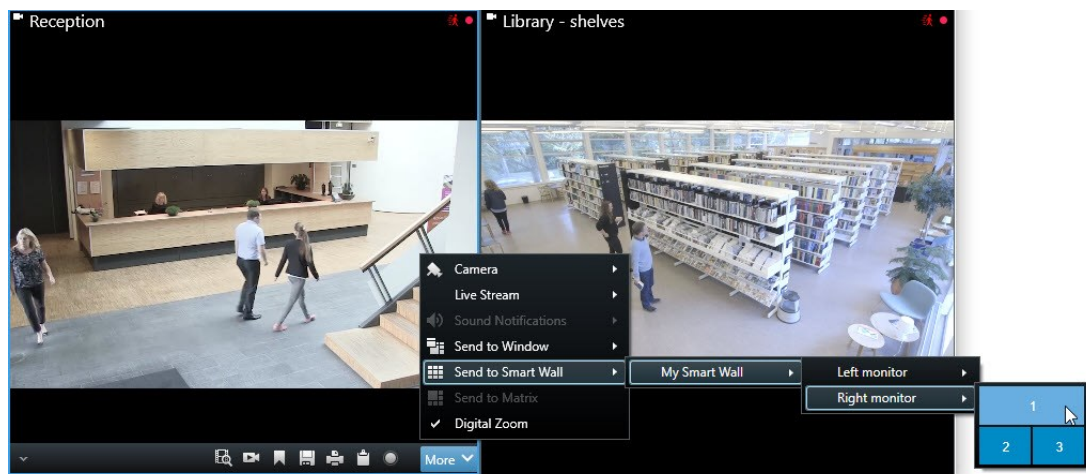 Reception
Library - shelves
Camera
Live Stream
Sound Notifications
Send to Window
Send to Smart Wall
My Smart Wall
Left monitor
Send to Matrix
Right monitor
1
Digital Zoom
2 3
More